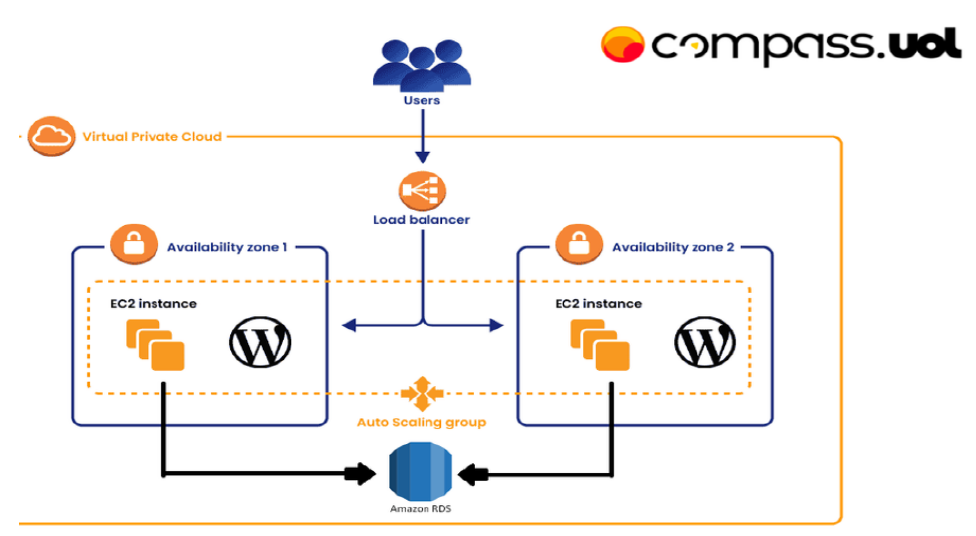 compass.uol
Users
Virtual Private Cloud
Load balancer
Availability zone 1
Availability zone 2
EC2 instance
EC2 instance
W
W
Auto Scaling group
Amazon RDS